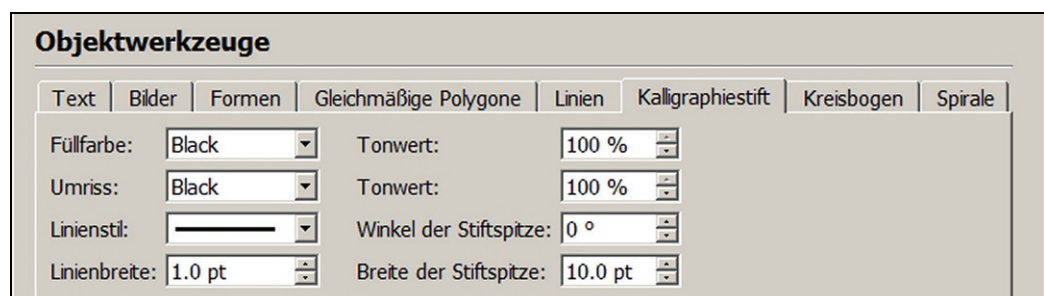 Objektwerkzeuge
Text Bilder Formen Gleichmäßige Polygone Linien Kalligraphiestift Kreisbogen Spirale
Füllfarbe: Black Tonwert: 100 %
Umriss: Black Tonwert: 100 %
Linienstil: Winkel der Stiftspitze: 0 °
Linienbreite: 1.0 pt Breite der Stiftspitze: 10.0 pt